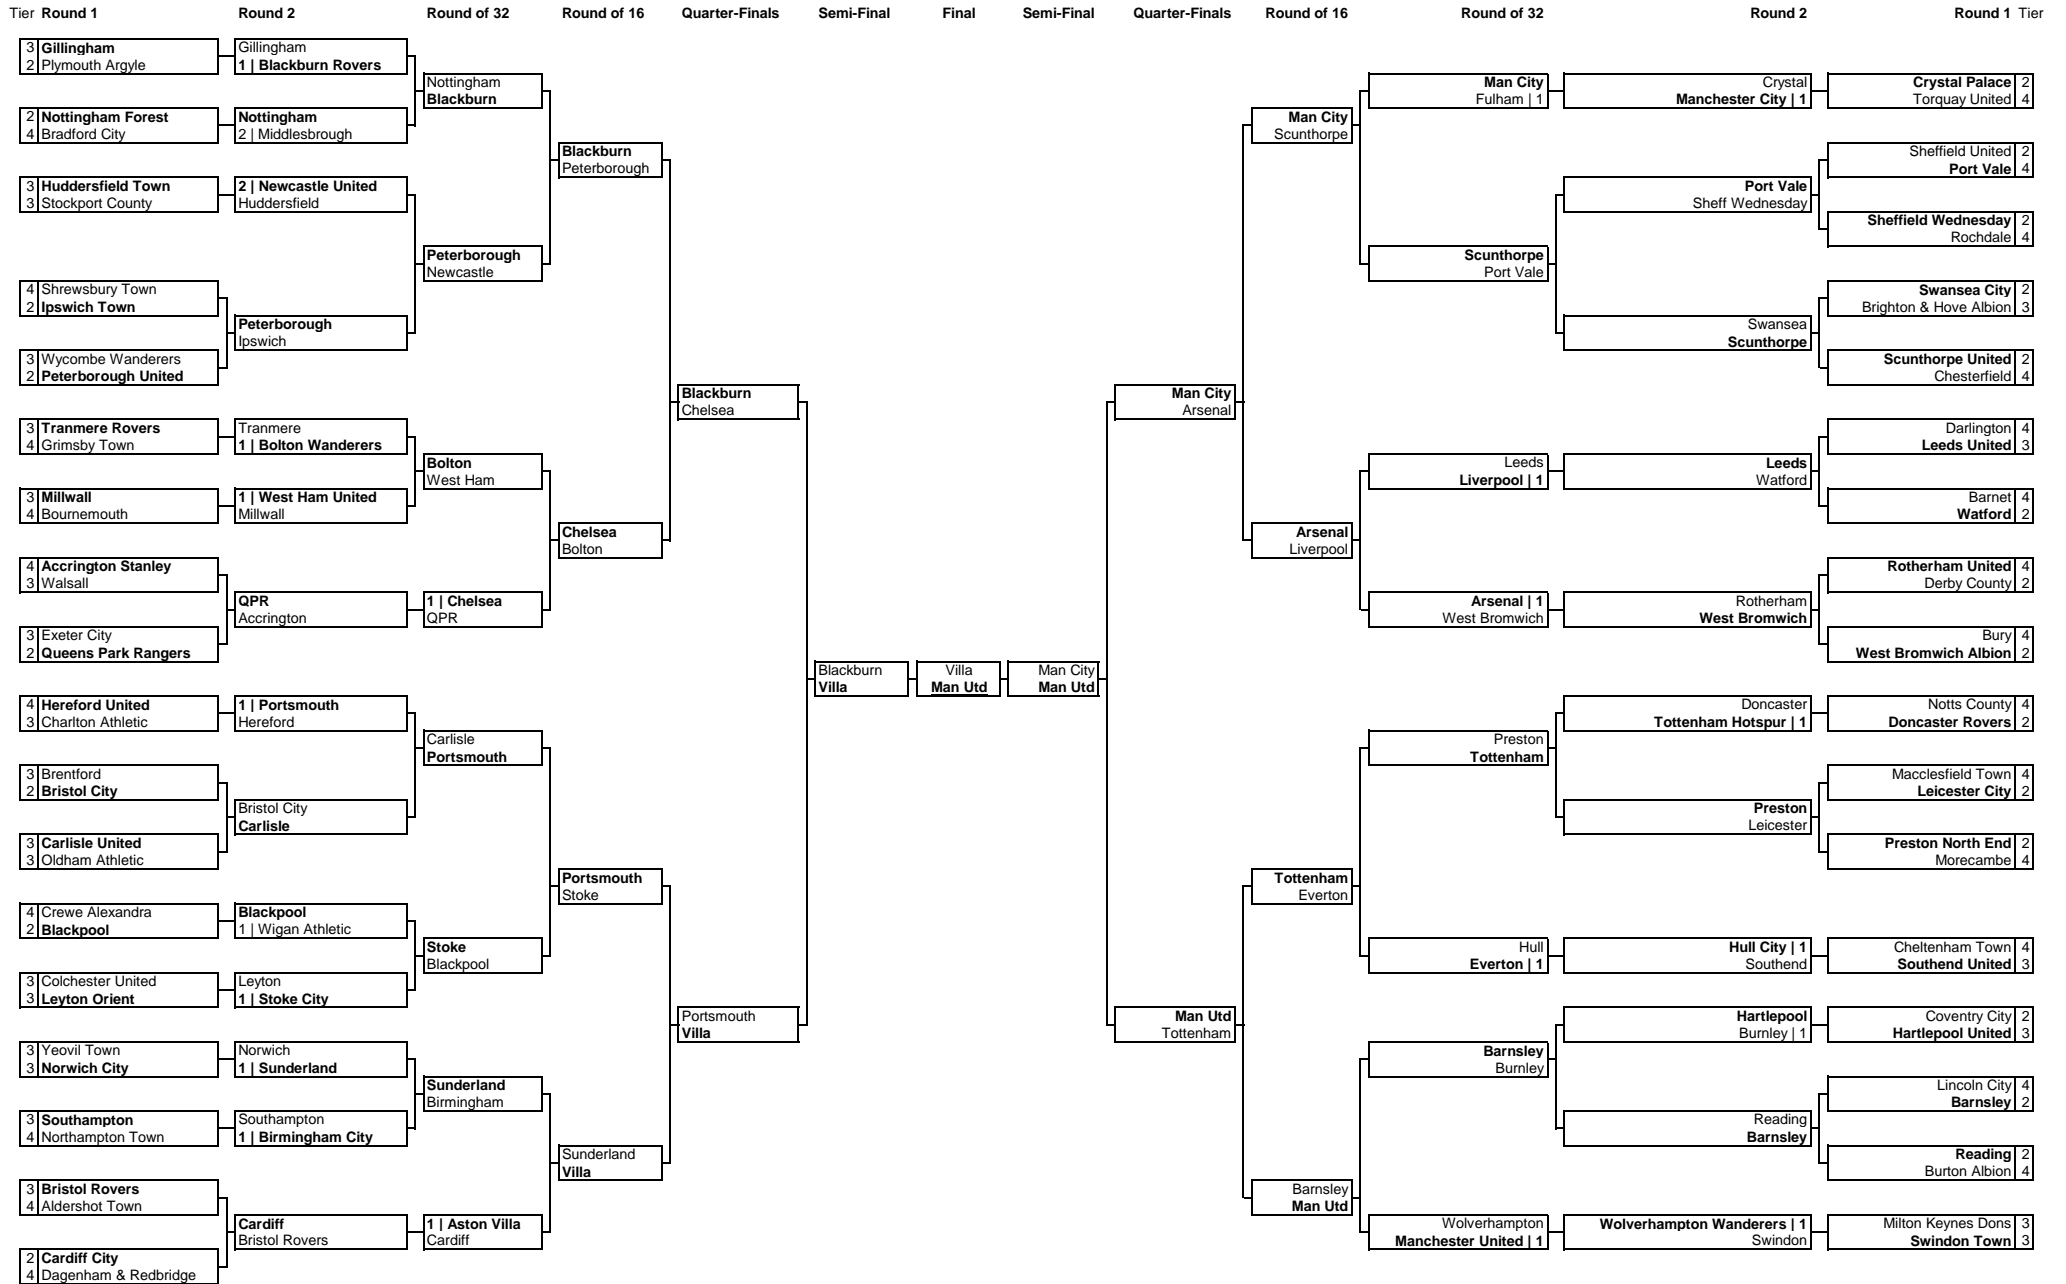 Tier Round 1 Round 2 Round of 32 Round of 16 Quarter-Finals Semi-Final Final Semi-Final Quarter-Finals Round of 16 Round of 32 Round 2 Round 1 Tier
3 Gillingham
2 Plymouth Argyle
2 Nottingham Forest
4 Bradford City
3 Huddersfield Town
3 Stockport County
4 Shrewsbury Town
2 Ipswich Town
3 Wycombe Wanderers
2 Peterborough United
3 Tranmere Rovers
4 Grimsby Town
3 Millwall
4 Bournemouth
4 Accrington Stanley
3 Walsall
3 Exeter City
2 Queens Park Rangers
4 Hereford United
3 Charlton Athletic
3 Brentford
2 Bristol City
3 Carlisle United
3 Oldham Athletic
4 Crewe Alexandra
2 Blackpool
3 Colchester United
3 Leyton Orient
3 Yeovil Town
3 Norwich City
3 Southampton
4 Northampton Town
3 Bristol Rovers
4 Aldershot Town
2 Cardiff City
4 Dagenham & Redbridge
Gillingham
1 | Blackburn Rovers
Nottingham
2 | Middlesbrough
2 | Newcastle United
Huddersfield
Peterborough
Ipswich
Tranmere
1 | Bolton Wanderers
1 | West Ham United
Millwall
QPR
Accrington
1 | Portsmouth
Hereford
Bristol City
Carlisle
Blackpool
1 | Wigan Athletic
Leyton
1 | Stoke City
Norwich
1 | Sunderland
Southampton
1 | Birmingham City
Cardiff
Bristol Rovers
Nottingham
Blackburn
Peterborough
Newcastle
Bolton
West Ham
1 | Chelsea
QPR
Carlisle
Portsmouth
Stoke
Blackpool
Sunderland
Birmingham
1 | Aston Villa
Cardiff
Blackburn
Peterborough
Chelsea
Bolton
Portsmouth
Stoke
Sunderland
Villa
Blackburn
Chelsea
Portsmouth
Villa
Blackburn
Villa
Villa
Man Utd
Man City
Man Utd
Man City
Arsenal
Man Utd
Tottenham
Man City
Scunthorpe
Arsenal
Liverpool
Tottenham
Everton
Barnsley
Man Utd
Man City
Fulham | 1
Scunthorpe
Port Vale
Leeds
Liverpool | 1
Arsenal | 1
West Bromwich
Preston
Tottenham
Hull
Everton | 1
Barnsley
Burnley
Wolverhampton
Manchester United | 1
Crystal
Manchester City | 1
Port Vale
Sheff Wednesday
Swansea
Scunthorpe
Leeds
Watford
Rotherham
West Bromwich
Doncaster
Tottenham Hotspur | 1
Preston
Leicester
Hull City | 1
Southend
Hartlepool
Burnley | 1
Reading
Barnsley
Wolverhampton Wanderers | 1
Swindon
Crystal Palace 2
Torquay United 4
Sheffield United 2
Port Vale 4
Sheffield Wednesday 2
Rochdale 4
Swansea City 2
Brighton & Hove Albion 3
Scunthorpe United 2
Chesterfield 4
Darlington 4
Leeds United 3
Barnet 4
Watford 2
Rotherham United 4
Derby County 2
Bury 4
West Bromwich Albion 2
Notts County 4
Doncaster Rovers 2
Macclesfield Town 4
Leicester City 2
Preston North End 2
Morecambe 4
Cheltenham Town 4
Southend United 3
Coventry City 2
Hartlepool United 3
Lincoln City 4
Barnsley 2
Reading 2
Burton Albion 4
Milton Keynes Dons 3
Swindon Town 3